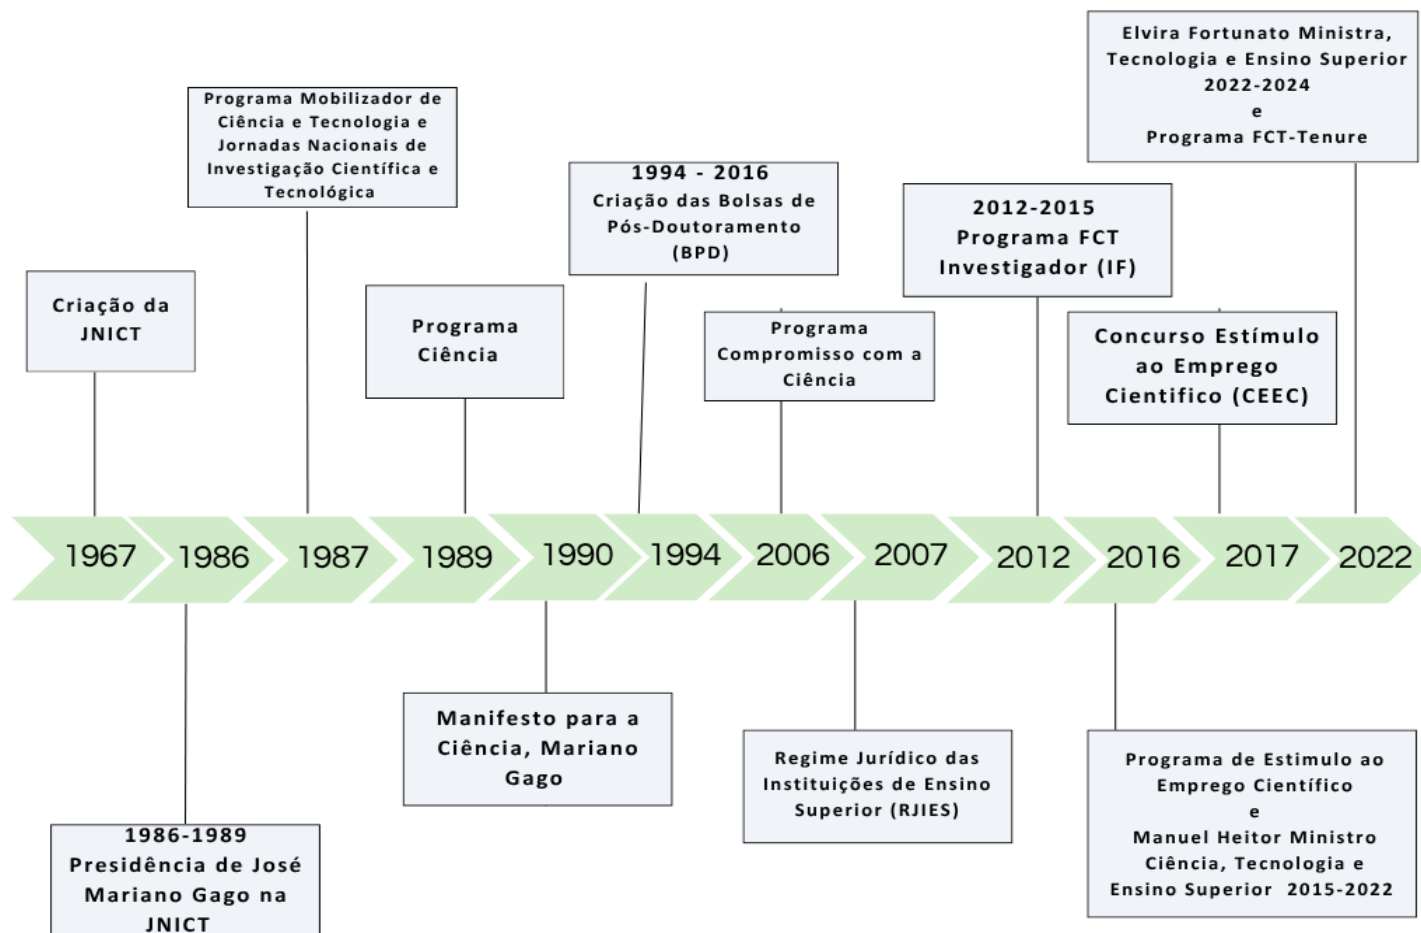 Elvira Fortunato Ministra,
Tecnologia e Ensino Superior
2022-2024
e
Programa FCT-Tenure
Programa Mobilizador de
Ciência e Tecnologia e
Jornadas Nacionais de
Investigação Científica e
Tecnológica
1994 - 2016
Criação das Bolsas de
Pós-Doutoramento
(BPD)
2012-2015
Programa FCT
Investigador (IF)
Criação da
JNICT
Programa
Ciência
Programa
Compromisso com a
Ciência
Concurso Estímulo
ao Emprego
Cientifico (CEEC)
1967
1986
1987
1989
1990
1994
2006
2007
2012
2016
2017
2022
Manifesto para a
Ciência, Mariano
Gago
Regime Jurídico das
Instituições de Ensino
Superior (RJIES)
Programa de Estimulo ao
Emprego Científico
e
Manuel Heitor Ministro
Ciência, Tecnologia e
Ensino Superior 2015-2022
1986-1989
Presidência de José
Mariano Gago na
JNICT